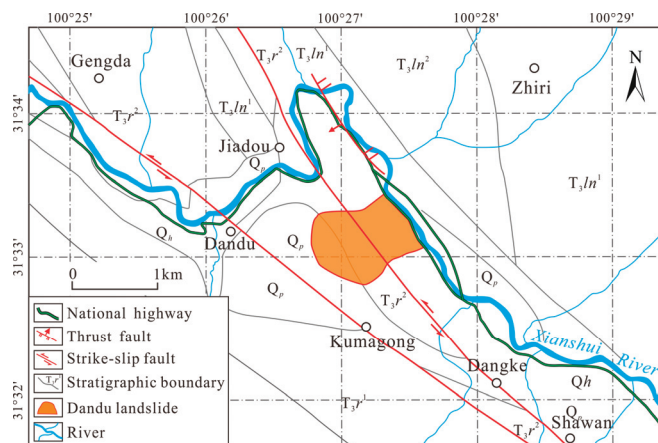 100°25′ 100°26′ 100°27′ 100°28′ 100°29′
Gengda
T₃r²
T₃ln¹
T₃ln²
Zhiri
N
31°34′
T₃r²
T₃ln¹
Jiadou
Qₚ
T₃ln¹
Qₕ
Dandu
Qₚ
Qₚ
31°33′
0 1km
Qₚ
T₃r²
Kumagong
Xianshui River
Dangke
Qh
31°32′
T₃r¹
Qₚ
Shawan
T₃r²
T₃r²
National highway
Thrust fault
Strike-slip fault
T₃r² Stratigraphic boundary
Dandu landslide
River